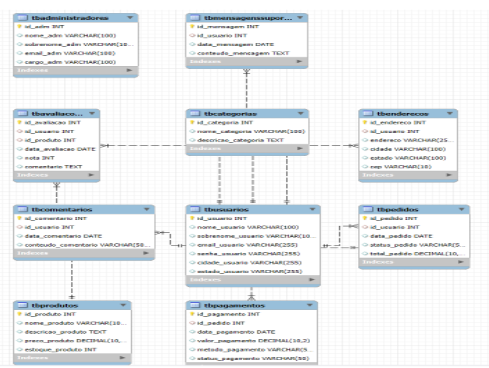 tbadministradores
id_adm INT
nome_adm VARCHAR(100)
sobrenome_adm VARCHAR(10...
email_adm VARCHAR(100)
cargo_adm VARCHAR(100)
Indexes
tbmensagenssupor...
id_mensagem INT
id_usuario INT
data_mensagem DATE
conteudo_mensagem TEXT
Indexes
tbavaliaco...
id_avaliacao INT
id_usuario INT
id_produto INT
data_avaliacao DATE
nota INT
comentario TEXT
Indexes
tbcategorias
id_categoria INT
nome_categoria VARCHAR(100)
descricao_categoria TEXT
Indexes
tbenderecos
id_endereco INT
id_usuario INT
endereco VARCHAR(25...
cidade VARCHAR(100)
estado VARCHAR(100)
cep VARCHAR(10)
Indexes
tbcomentarios
id_comentario INT
id_usuario INT
data_comentario DATE
conteudo_comentario VARCHAR(50...
Indexes
tbusuarios
id_usuario INT
nome_usuario VARCHAR(100)
sobrenome_usuario VARCHAR(10...
email_usuario VARCHAR(255)
senha_usuario VARCHAR(255)
cidade_usuario VARCHAR(255)
estado_usuario VARCHAR(255)
Indexes
tbpedidos
id_pedido INT
id_usuario INT
data_pedido DATE
status_pedido VARCHAR(5...
total_pedido DECIMAL(10,...
Indexes
tbprodutos
id_produto INT
nome_produto VARCHAR(10...
descricao_produto TEXT
preco_produto DECIMAL(10,...
estoque_produto INT
Indexes
tbpagamentos
id_pagamento INT
id_pedido INT
data_pagamento DATE
valor_pagamento DECIMAL(10,2)
metodo_pagamento VARCHAR(5...
status_pagamento VARCHAR(50)
Indexes